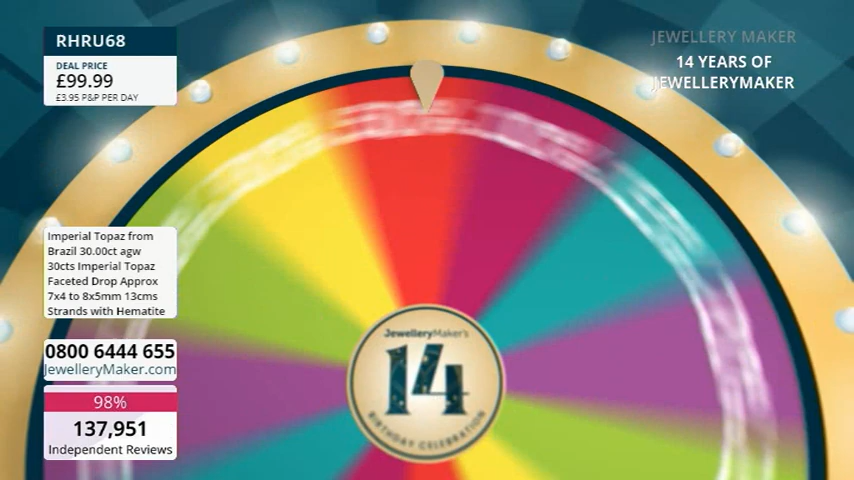 RHRU68
DEAL PRICE
£99.99
£3.95 P&P PER DAY
JEWELLERY MAKER
14 YEARS OF
JEWELLERYMAKER
Imperial Topaz from
Brazil 30.00ct agw
30cts Imperial Topaz
Faceted Drop Approx
7x4 to 8x5mm 13cms
Strands with Hematite
0800 6444 655
JewelleryMaker.com
98%
137,951
Independent Reviews
JewelleryMaker's
14
BIRTHDAY CELEBRATION